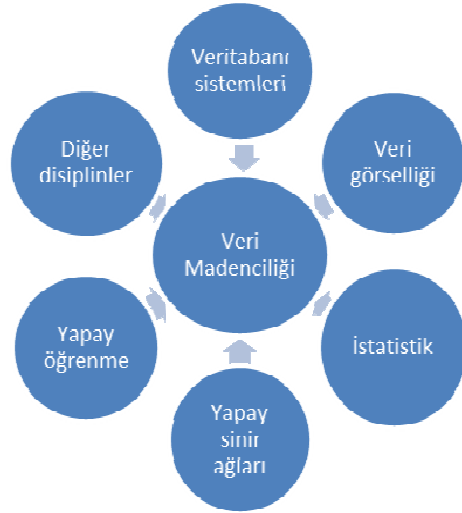 Veritabanı
sistemleri
Diğer
disiplinler
Veri
görselliği
Veri
Madenciliği
Yapay
öğrenme
İstatistik
Yapay
sinir
ağları